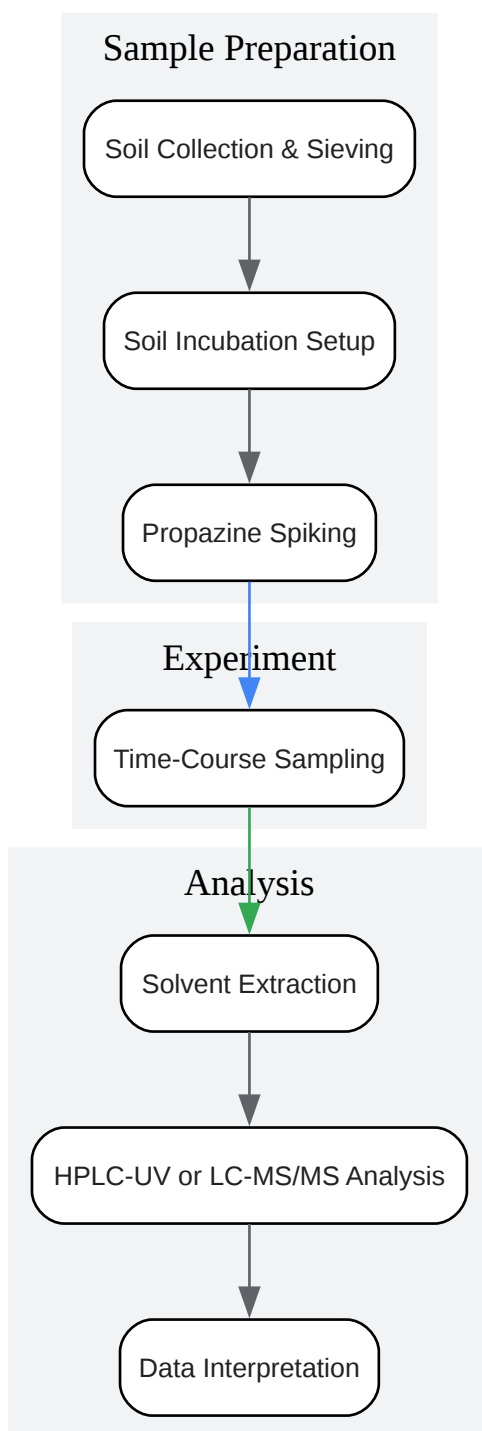 Sample Preparation
Soil Collection & Sieving
Soil Incubation Setup
Propazine Spiking
Experiment
Time-Course Sampling
Analysis
Solvent Extraction
HPLC-UV or LC-MS/MS Analysis
Data Interpretation